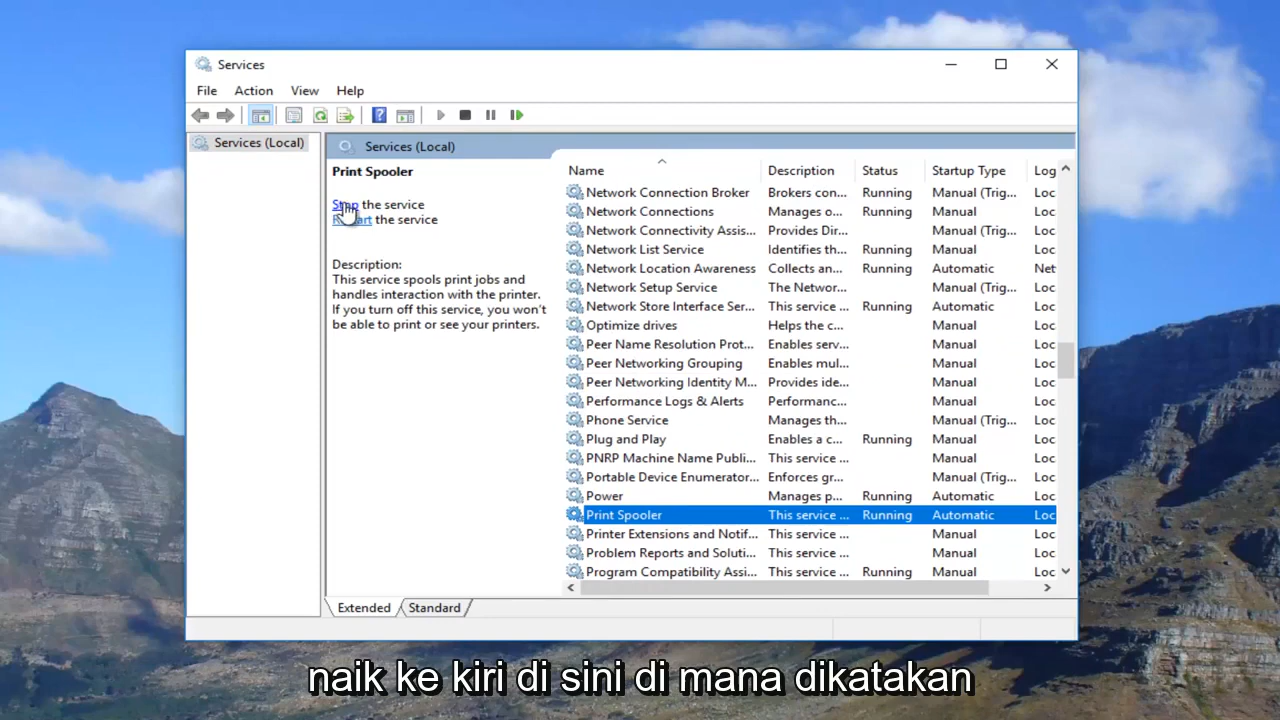 Services
File Action View Help
Services (Local)
Services (Local)
Print Spooler
Stop the service
Restart the service
Description:
This service spools print jobs and
handles interaction with the printer.
If you turn off this service, you won't
be able to print or see your printers.
Name Description Status Startup Type Log
Network Connection Broker Brokers con... Running Manual (Trig... Loc
Network Connections Manages o... Running Manual Loc
Network Connectivity Assis... Provides Dir... Manual (Trig... Loc
Network List Service Identifies th... Running Manual Loc
Network Location Awareness Collects an... Running Automatic Net
Network Setup Service The Networ... Manual (Trig... Loc
Network Store Interface Ser... This service ... Running Automatic Loc
Optimize drives Helps the c... Manual Loc
Peer Name Resolution Prot... Enables serv... Manual Loc
Peer Networking Grouping Enables mul... Manual Loc
Peer Networking Identity M... Provides ide... Manual Loc
Performance Logs & Alerts Performanc... Manual Loc
Phone Service Manages th... Manual (Trig... Loc
Plug and Play Enables a c... Running Manual Loc
PNRP Machine Name Publi... This service ... Manual Loc
Portable Device Enumerator... Enforces gr... Manual (Trig... Loc
Power Manages p... Running Automatic Loc
Print Spooler This service ... Running Automatic Loc
Printer Extensions and Notif... This service ... Manual Loc
Problem Reports and Soluti... This service ... Manual Loc
Program Compatibility Assi... This service ... Running Manual Loc
Extended Standard
naik ke kiri di sini di mana dikatakan